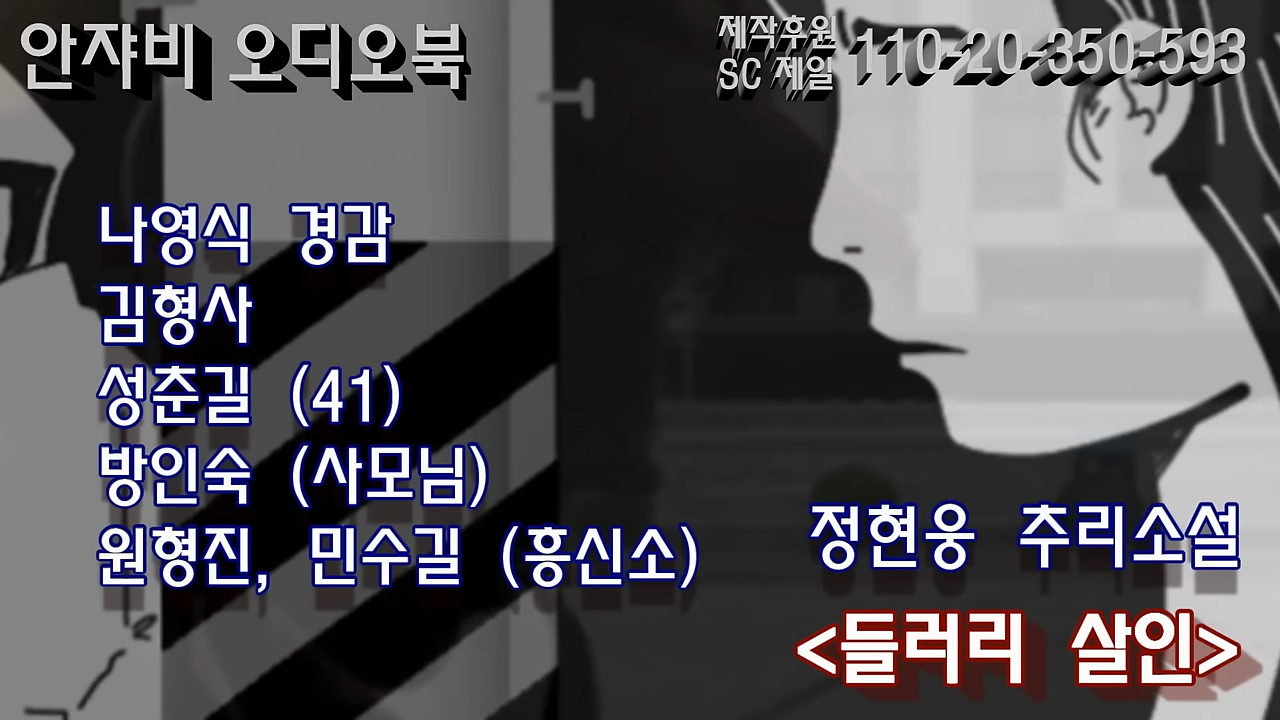 안쟈비 오디오북
제작후원
SC 제일
110-20-350-593
나영식 경감
김형사
성춘길 (41)
방인숙 (사모님)
원형진, 민수길 (흥신소)
정현웅 추리소설
<들러리 살인>